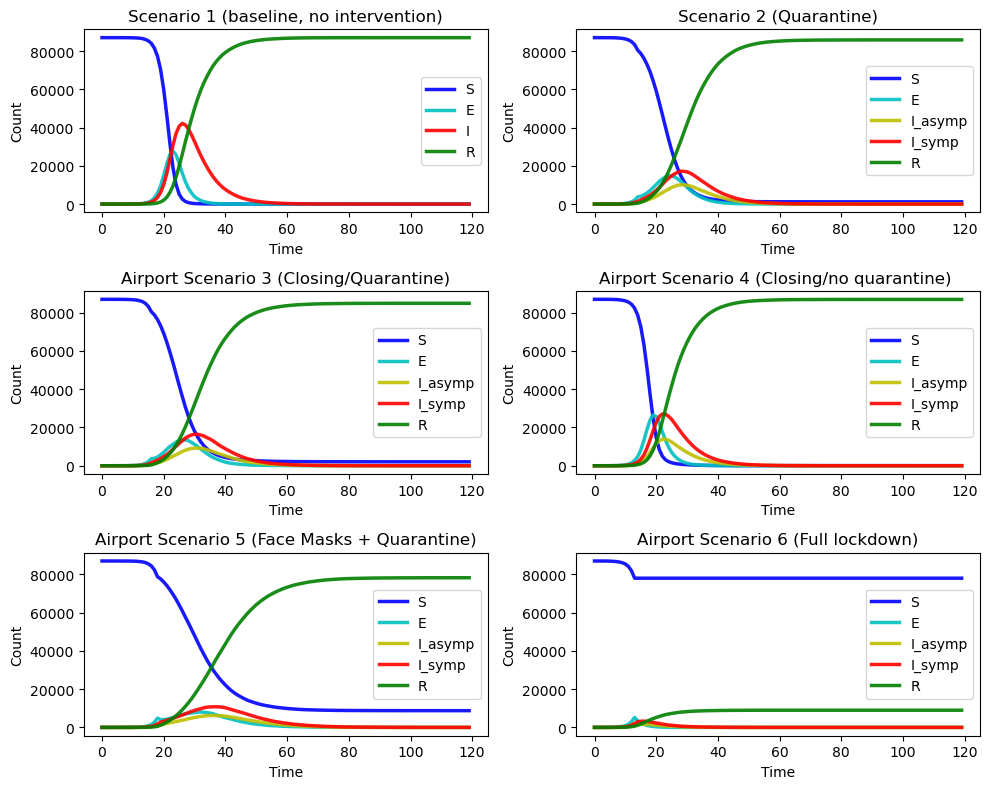 Scenario 1 (baseline, no intervention)
Count
80000
60000
40000
20000
0
S
E
I
R
0 20 40 60 80 100 120
Time
Scenario 2 (Quarantine)
Count
80000
60000
40000
20000
0
S
E
I_asymp
I_symp
R
0 20 40 60 80 100 120
Time
Airport Scenario 3 (Closing/Quarantine)
Count
80000
60000
40000
20000
0
S
E
I_asymp
I_symp
R
0 20 40 60 80 100 120
Time
Airport Scenario 4 (Closing/no quarantine)
Count
80000
60000
40000
20000
0
S
E
I_asymp
I_symp
R
0 20 40 60 80 100 120
Time
Airport Scenario 5 (Face Masks + Quarantine)
Count
80000
60000
40000
20000
0
S
E
I_asymp
I_symp
R
0 20 40 60 80 100 120
Time
Airport Scenario 6 (Full lockdown)
Count
80000
60000
40000
20000
0
S
E
I_asymp
I_symp
R
0 20 40 60 80 100 120
Time